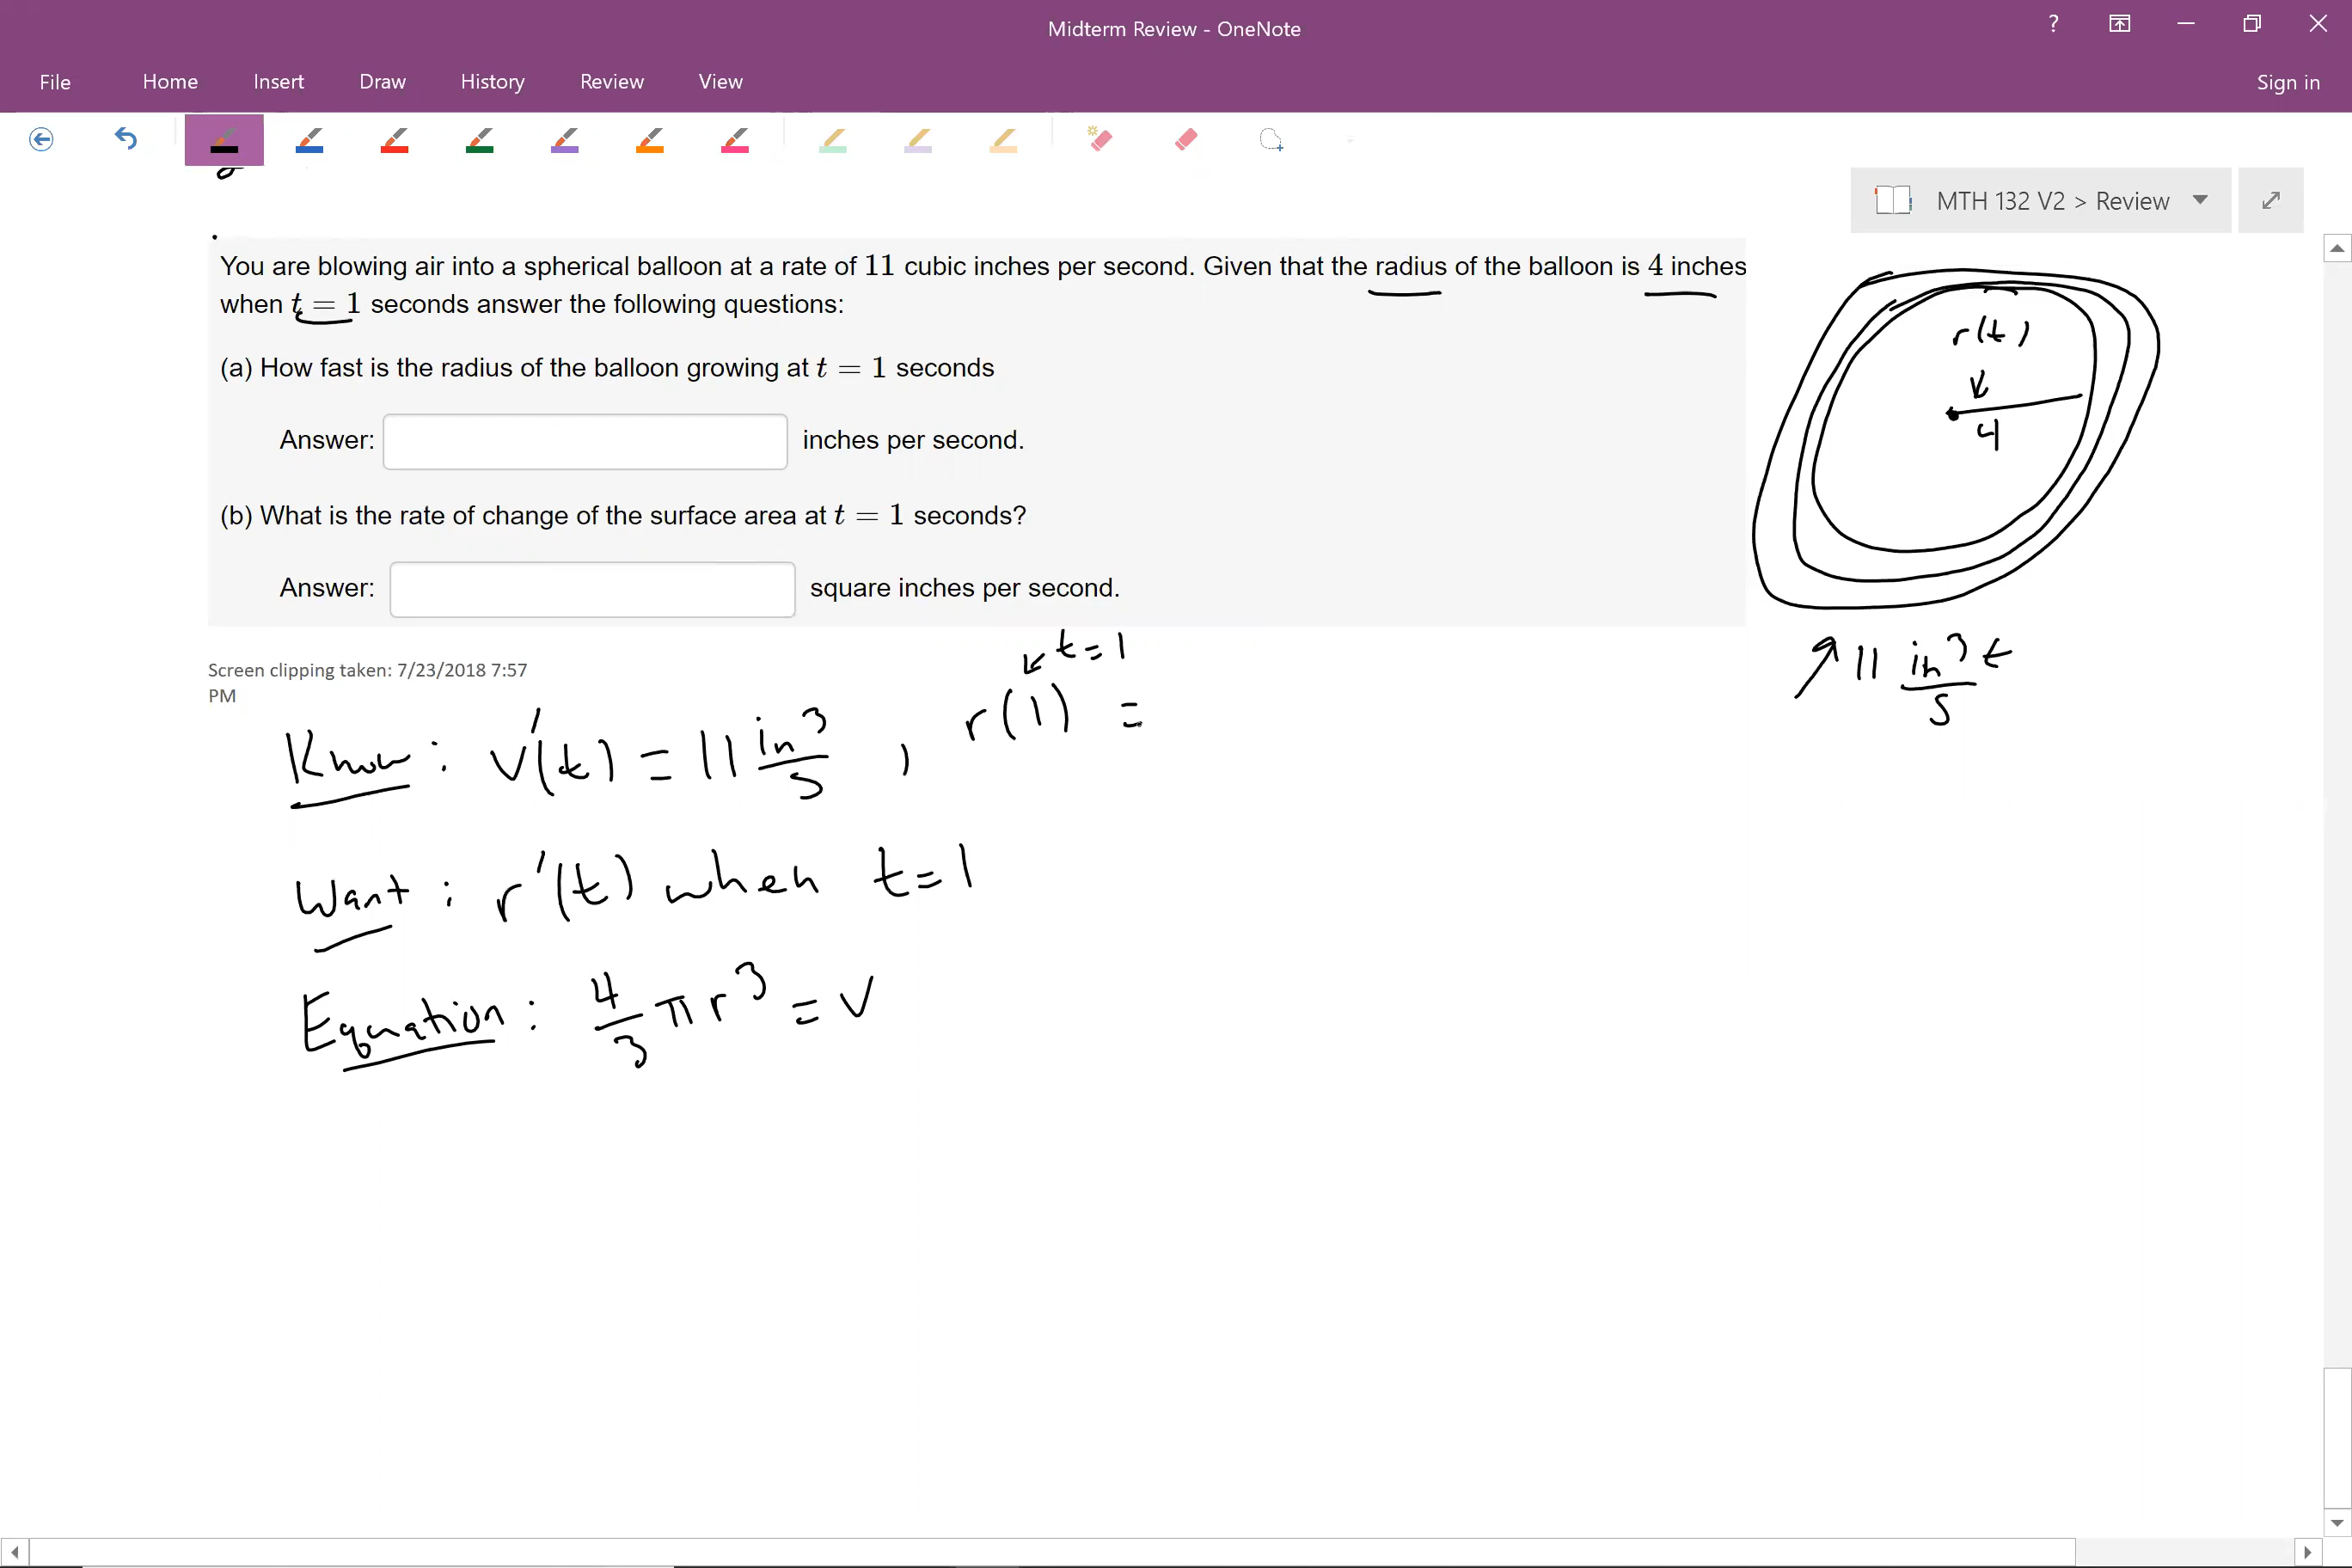 Midterm Review - OneNote
?
File Home Insert Draw History Review View
Sign in
MTH 132 V2 > Review
You are blowing air into a spherical balloon at a rate of 11 cubic inches per second. Given that the radius of the balloon is 4 inches
when t = 1 seconds answer the following questions:
(a) How fast is the radius of the balloon growing at t = 1 seconds
Answer: inches per second.
(b) What is the rate of change of the surface area at t = 1 seconds?
Answer: square inches per second.
r(t)
4
11 in³/s
Screen clipping taken: 7/23/2018 7:57
PM
t=1
Know: V'(t) = 11 in³/s , r(1) =
Want: r'(t) when t=1
Equation: 4/3 πr³ = V